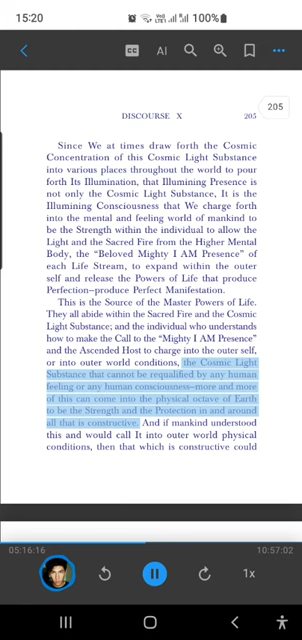 15:20
Vo))
LTE1
100%
CC
AI
205
DISCOURSE X 205
Since We at times draw forth the Cosmic
Concentration of this Cosmic Light Substance
into various places throughout the world to pour
forth Its Illumination, that Illumining Presence is
not only the Cosmic Light Substance, It is the
Illumining Consciousness that We charge forth
into the mental and feeling world of mankind to
be the Strength within the individual to allow the
Light and the Sacred Fire from the Higher Mental
Body, the “Beloved Mighty I AM Presence” of
each Life Stream, to expand within the outer
self and release the Powers of Life that produce
Perfection–produce Perfect Manifestation.
This is the Source of the Master Powers of Life.
They all abide within the Sacred Fire and the Cosmic
Light Substance; and the individual who understands
how to make the Call to the “Mighty I AM Presence”
and the Ascended Host to charge into the outer self,
or into outer world conditions, the Cosmic Light
Substance that cannot be requalified by any human
feeling or any human consciousness–more and more
of this can come into the physical octave of Earth
to be the Strength and the Protection in and around
all that is constructive. And if mankind understood
this and would call It into outer world physical
conditions, then that which is constructive could
05:16:16
10:57:02
1x